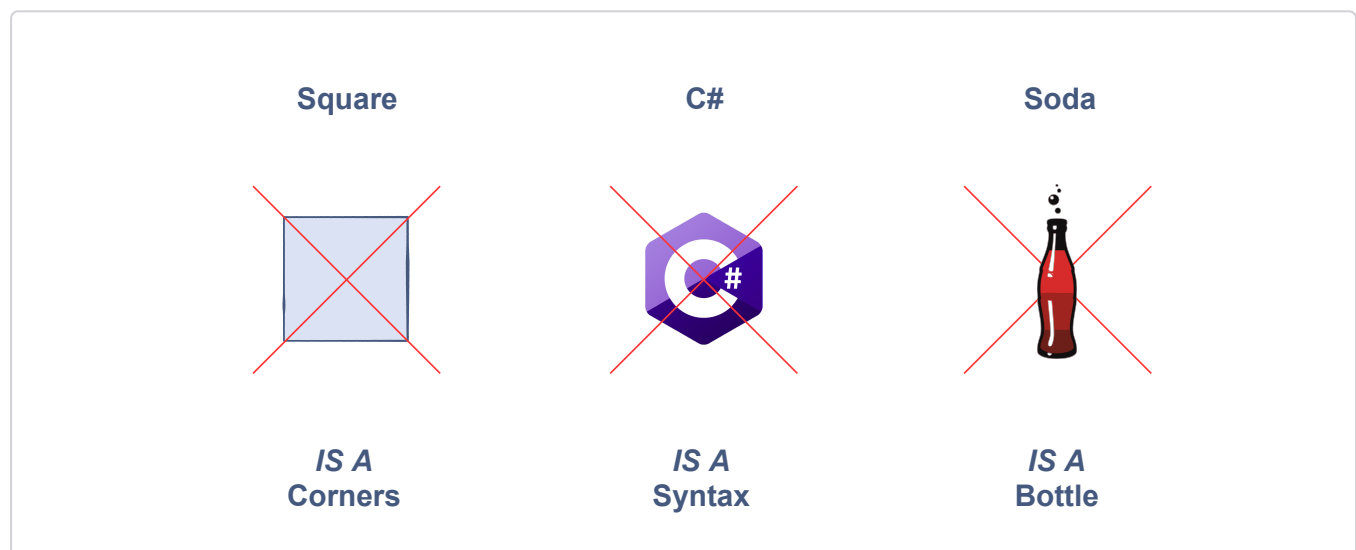 Square
C#
Soda
C#
IS A
Corners
IS A
Syntax
IS A
Bottle